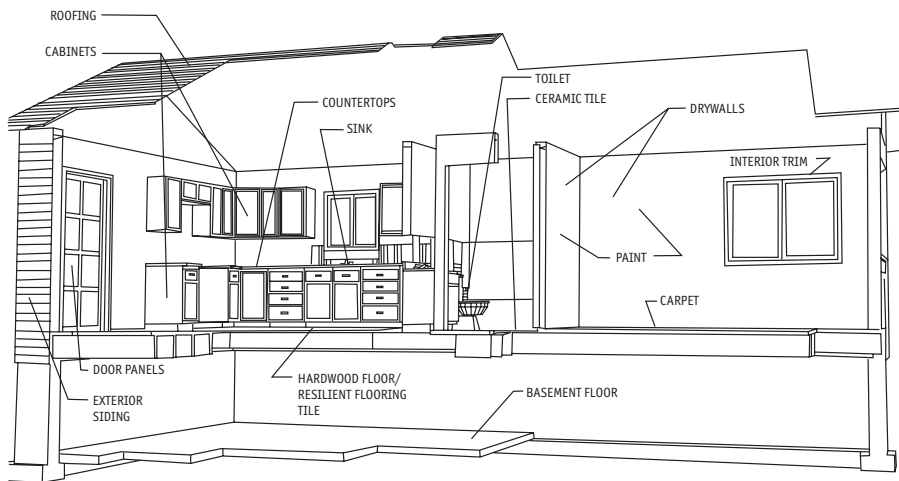 ROOFING
CABINETS
COUNTERTOPS
SINK
TOILET
CERAMIC TILE
DRYWALLS
INTERIOR TRIM
PAINT
CARPET
DOOR PANELS
EXTERIOR
SIDING
HARDWOOD FLOOR/
RESILIENT FLOORING
TILE
BASEMENT FLOOR